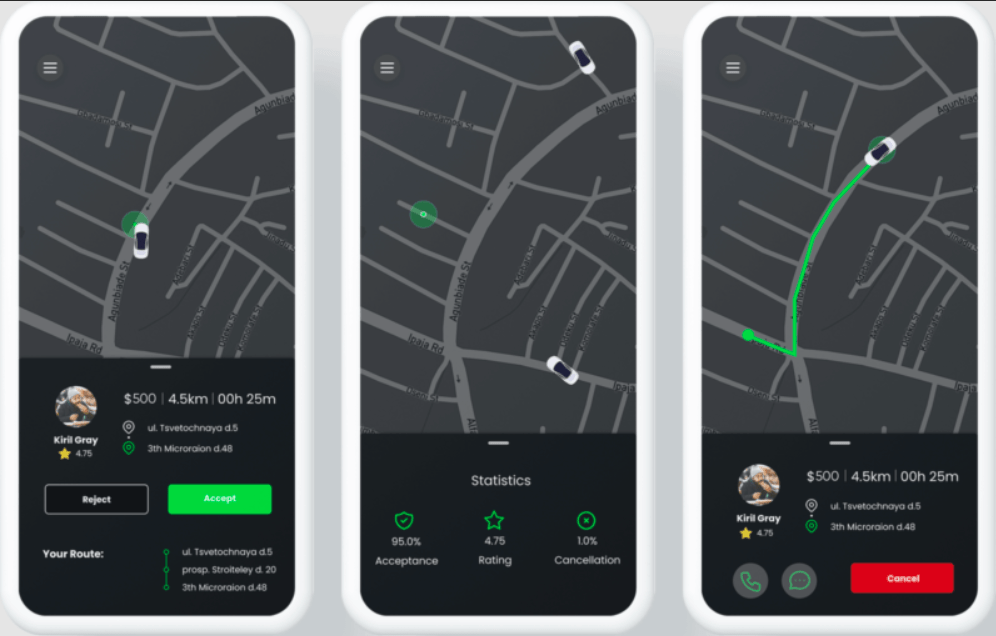 Ipaja Rd
Agunbiade St
$500 | 4.5km | 00h 25m
ul. Tsvetochnaya d.5
Kiril Gray
3th Microraion d.48
4.75
Reject
Accept
Your Route:
ul. Tsvetochnaya d.5
prosp. Stroiteley d. 20
3th Microraion d.48
Agunbiade St
Ipaja Rd
Ipaja
Statistics
95.0%
4.75
1.0%
Acceptance
Rating
Cancellation
Agunbiade St
$500 | 4.5km | 00h 25m
ul. Tsvetochnaya d.5
Kiril Gray
3th Microraion d.48
4.75
Cancel